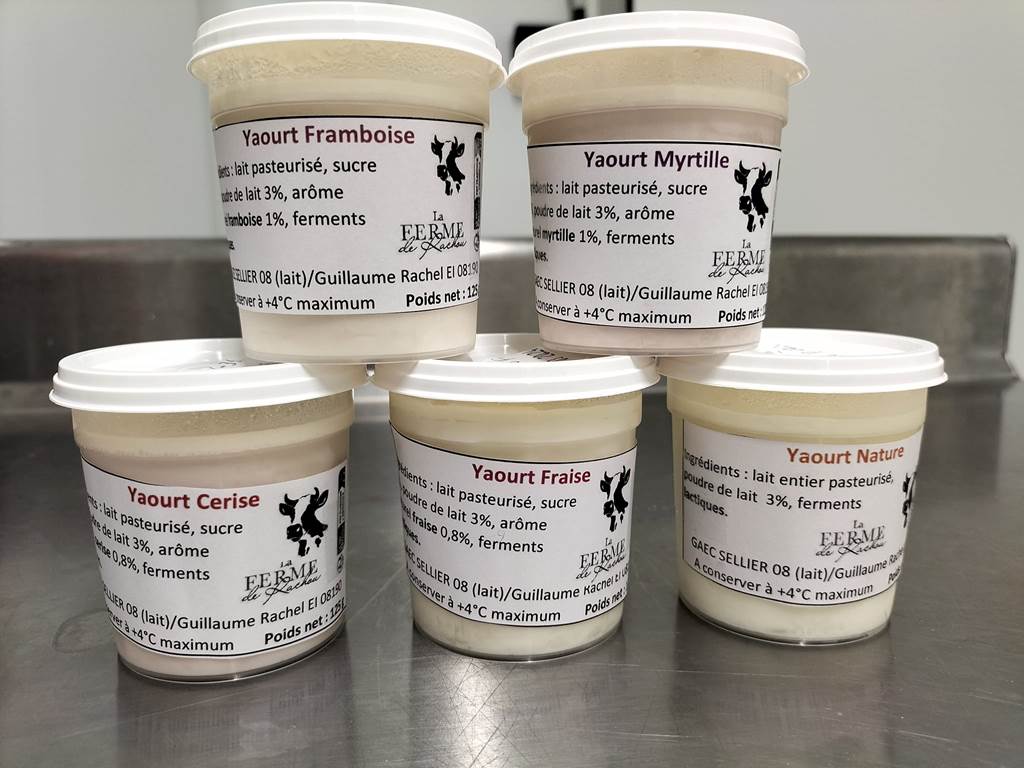 Yaourt Framboise
lait pasteurisé, sucre
de lait 3%, arôme
framboise 1%, ferments
La
FERME
de Rachou
SELLIER 08 (lait)/Guillaume Rachel EI 08190
conserver à +4°C maximum
Poids net : 125
Yaourt Myrtille
lait pasteurisé, sucre
poudre de lait 3%, arôme
myrtille 1%, ferments
La
FERME
de Rachou
SELLIER 08 (lait)/Guillaume Rachel EI
conserver à +4°C maximum
Poids net :
Yaourt Cerise
: lait pasteurisé, sucre
de lait 3%, arôme
0,8%, ferments
La
FERME
de Rachou
08 (lait)/Guillaume Rachel EI 08190
à +4°C maximum
Poids net : 125
Yaourt Fraise
: lait pasteurisé, sucre
poudre de lait 3%, arôme
fraise 0,8%, ferments
La
FERME
de Rachou
GAEC SELLIER 08 (lait)/Guillaume Rachel EI
conserver à +4°C maximum
Poids net :
Yaourt Nature
Ingrédients : lait entier pasteurisé,
poudre de lait 3%, ferments
lactiques.
La
FERME
de Rachou
GAEC SELLIER 08 (lait)/Guillaume
A conserver à +4°C maximum